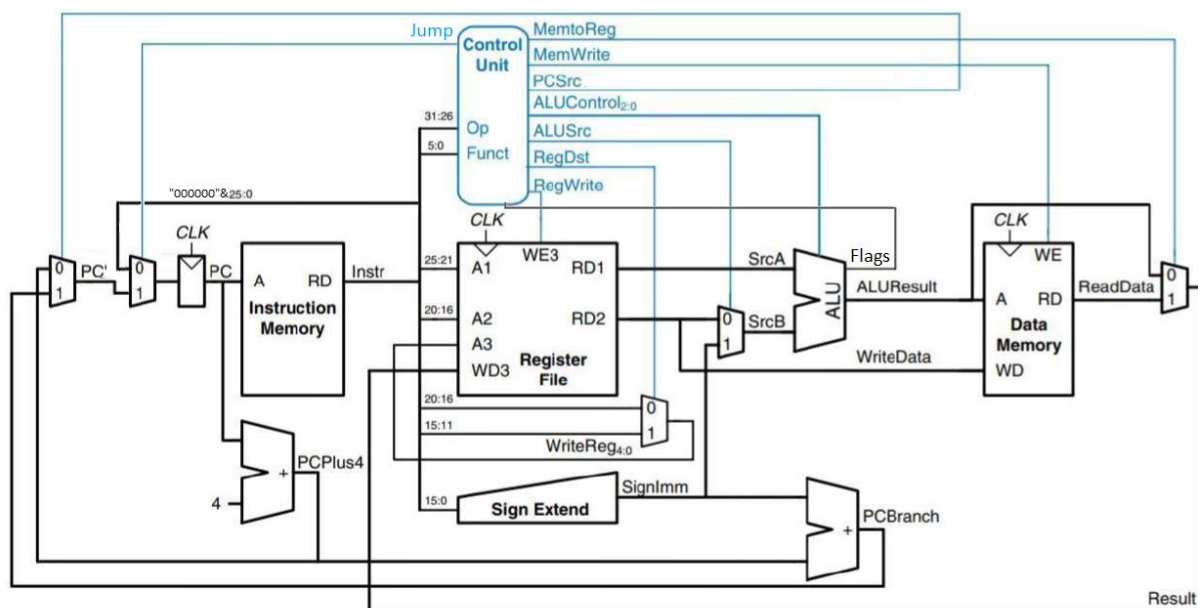 Jump
Control
Unit
MemtoReg
MemWrite
PCSrc
ALUControl2:0
ALUSrc
RegDst
RegWrite
31:26
Op
5:0
Funct
"000000"&25:0
CLK
0
1
PC'
0
1
PC
A
RD
Instruction
Memory
Instr
CLK
WE3
25:21
A1
RD1
20:16
A2
RD2
A3
WD3
Register
File
SrcA
0
1
SrcB
ALU
Flags
ALUResult
WriteData
CLK
WE
A
RD
Data
Memory
WD
ReadData
0
1
20:16
0
15:11
1
WriteReg4:0
PCPlus4
+
4
15:0
Sign Extend
SignImm
+
PCBranch
Result